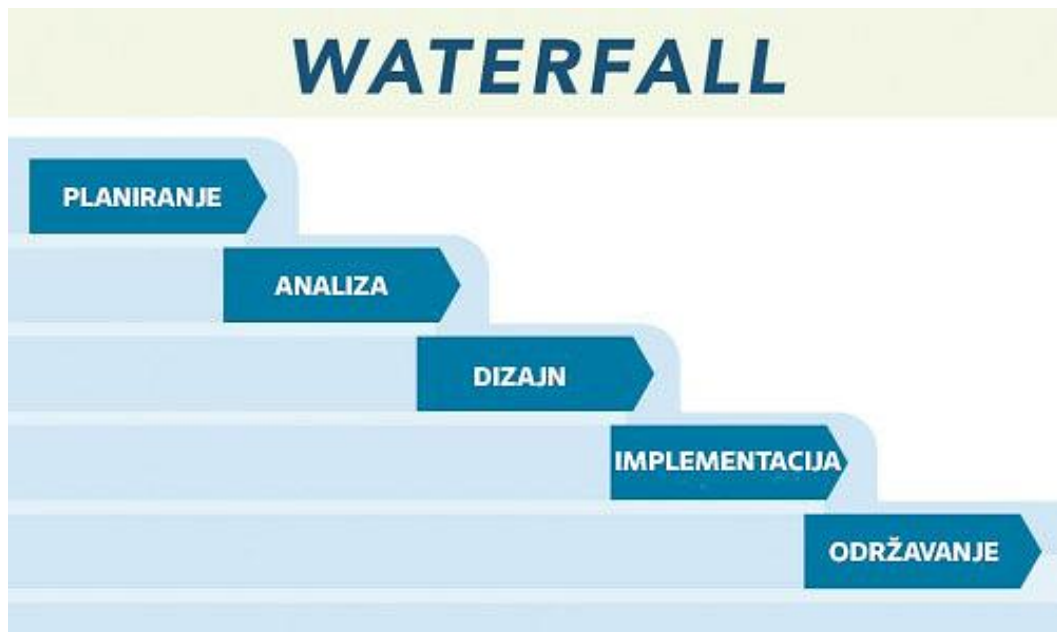 WATERFALL
PLANIRANJE
ANALIZA
DIZAJN
IMPLEMENTACIJA
ODRŽAVANJE